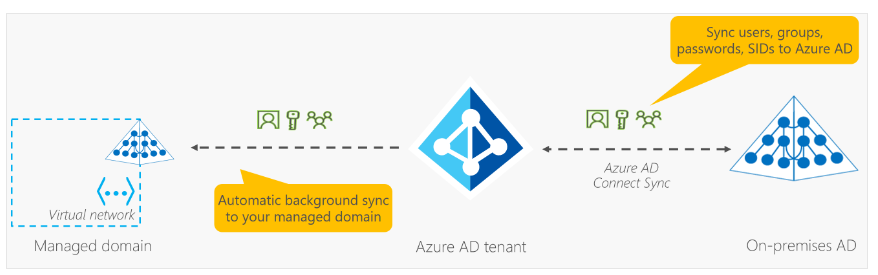 Sync users, groups,
passwords, SIDs to Azure AD
Azure AD
Connect Sync
Automatic background sync
to your managed domain
Virtual network
Managed domain
Azure AD tenant
On-premises AD